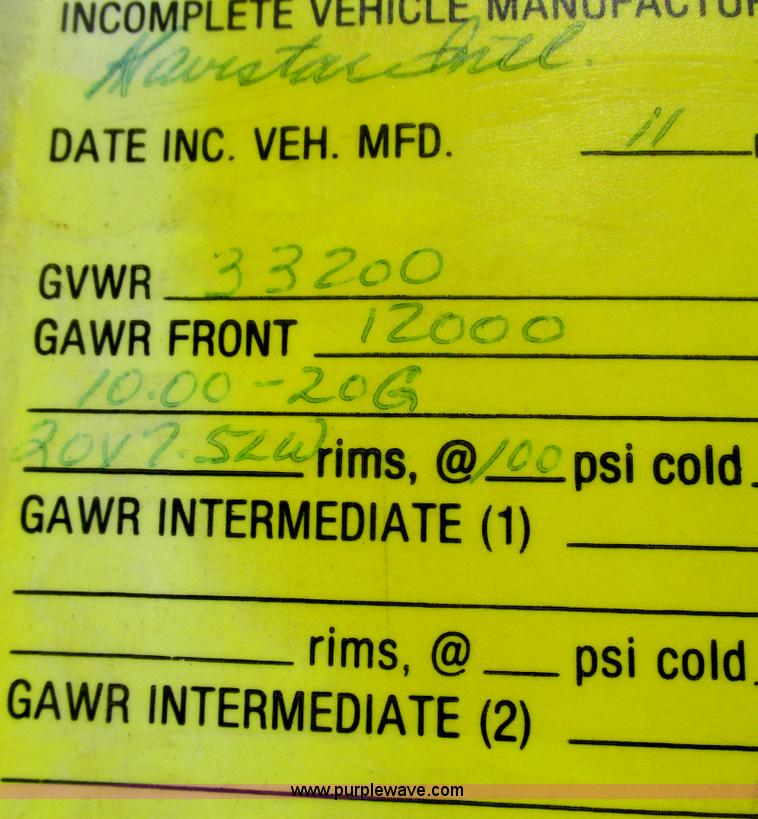 INCOMPLETE VEHICLE MANUFACTUR
Navistar Intl.
DATE INC. VEH. MFD. 11
GVWR 33200
GAWR FRONT 12000
10.00-20G
20x7.5LW rims, @ 100 psi cold
GAWR INTERMEDIATE (1)
rims, @ psi cold
GAWR INTERMEDIATE (2)
www.purplewave.com